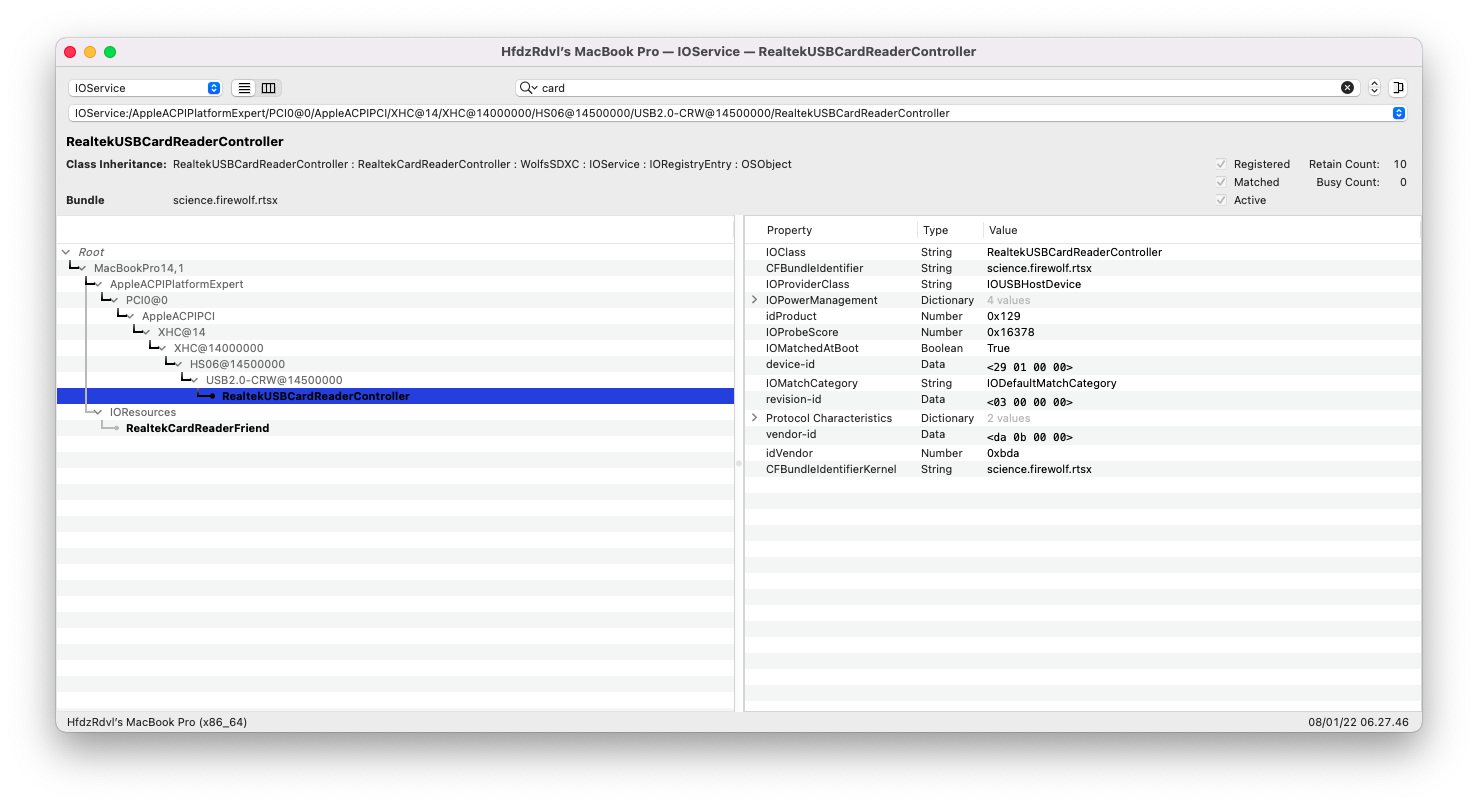 HfdzRdvl’s MacBook Pro — IOService — RealtekUSBCardReaderController
IOService card
IOService:/AppleACPIPlatformExpert/PCI0@0/AppleACPIPCI/XHC@14/XHC@14000000/HS06@14500000/USB2.0-CRW@14500000/RealtekUSBCardReaderController
RealtekUSBCardReaderController
Class Inheritance: RealtekUSBCardReaderController : RealtekCardReaderController : WolfsSDXC : IOService : IORegistryEntry : OSObject
Registered Retain Count: 10
Matched Busy Count: 0
Bundle science.firewolf.rtsx Active
Root
MacBookPro14,1
AppleACPIPlatformExpert
PCI0@0
AppleACPIPCI
XHC@14
XHC@14000000
HS06@14500000
USB2.0-CRW@14500000
RealtekUSBCardReaderController
IOResources
RealtekCardReaderFriend
Property Type Value
IOClass String RealtekUSBCardReaderController
CFBundleIdentifier String science.firewolf.rtsx
IOProviderClass String IOUSBHostDevice
IOPowerManagement Dictionary 4 values
idProduct Number 0x129
IOProbeScore Number 0x16378
IOMatchedAtBoot Boolean True
device-id Data <29 01 00 00>
IOMatchCategory String IODefaultMatchCategory
revision-id Data <03 00 00 00>
Protocol Characteristics Dictionary 2 values
vendor-id Data <da 0b 00 00>
idVendor Number 0xbda
CFBundleIdentifierKernel String science.firewolf.rtsx
HfdzRdvl’s MacBook Pro (x86_64) 08/01/22 06.27.46